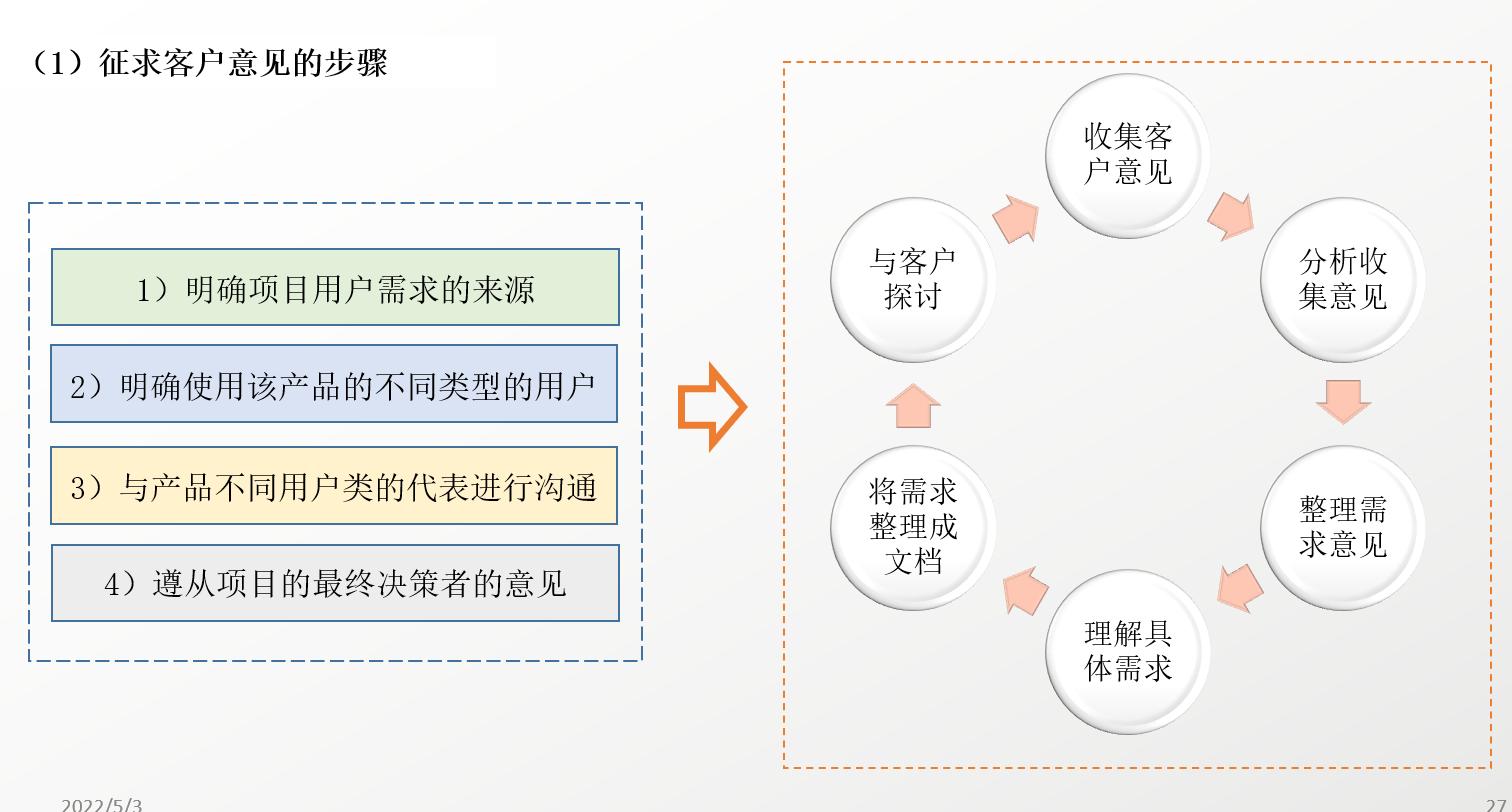 （1）征求客户意见的步骤
1）明确项目用户需求的来源
2）明确使用该产品的不同类型的用户
3）与产品不同用户类的代表进行沟通
4）遵从项目的最终决策者的意见
收集客
户意见
分析收
集意见
整理需
求意见
理解具
体需求
将需求
整理成
文档
与客户
探讨
2022/5/3
27